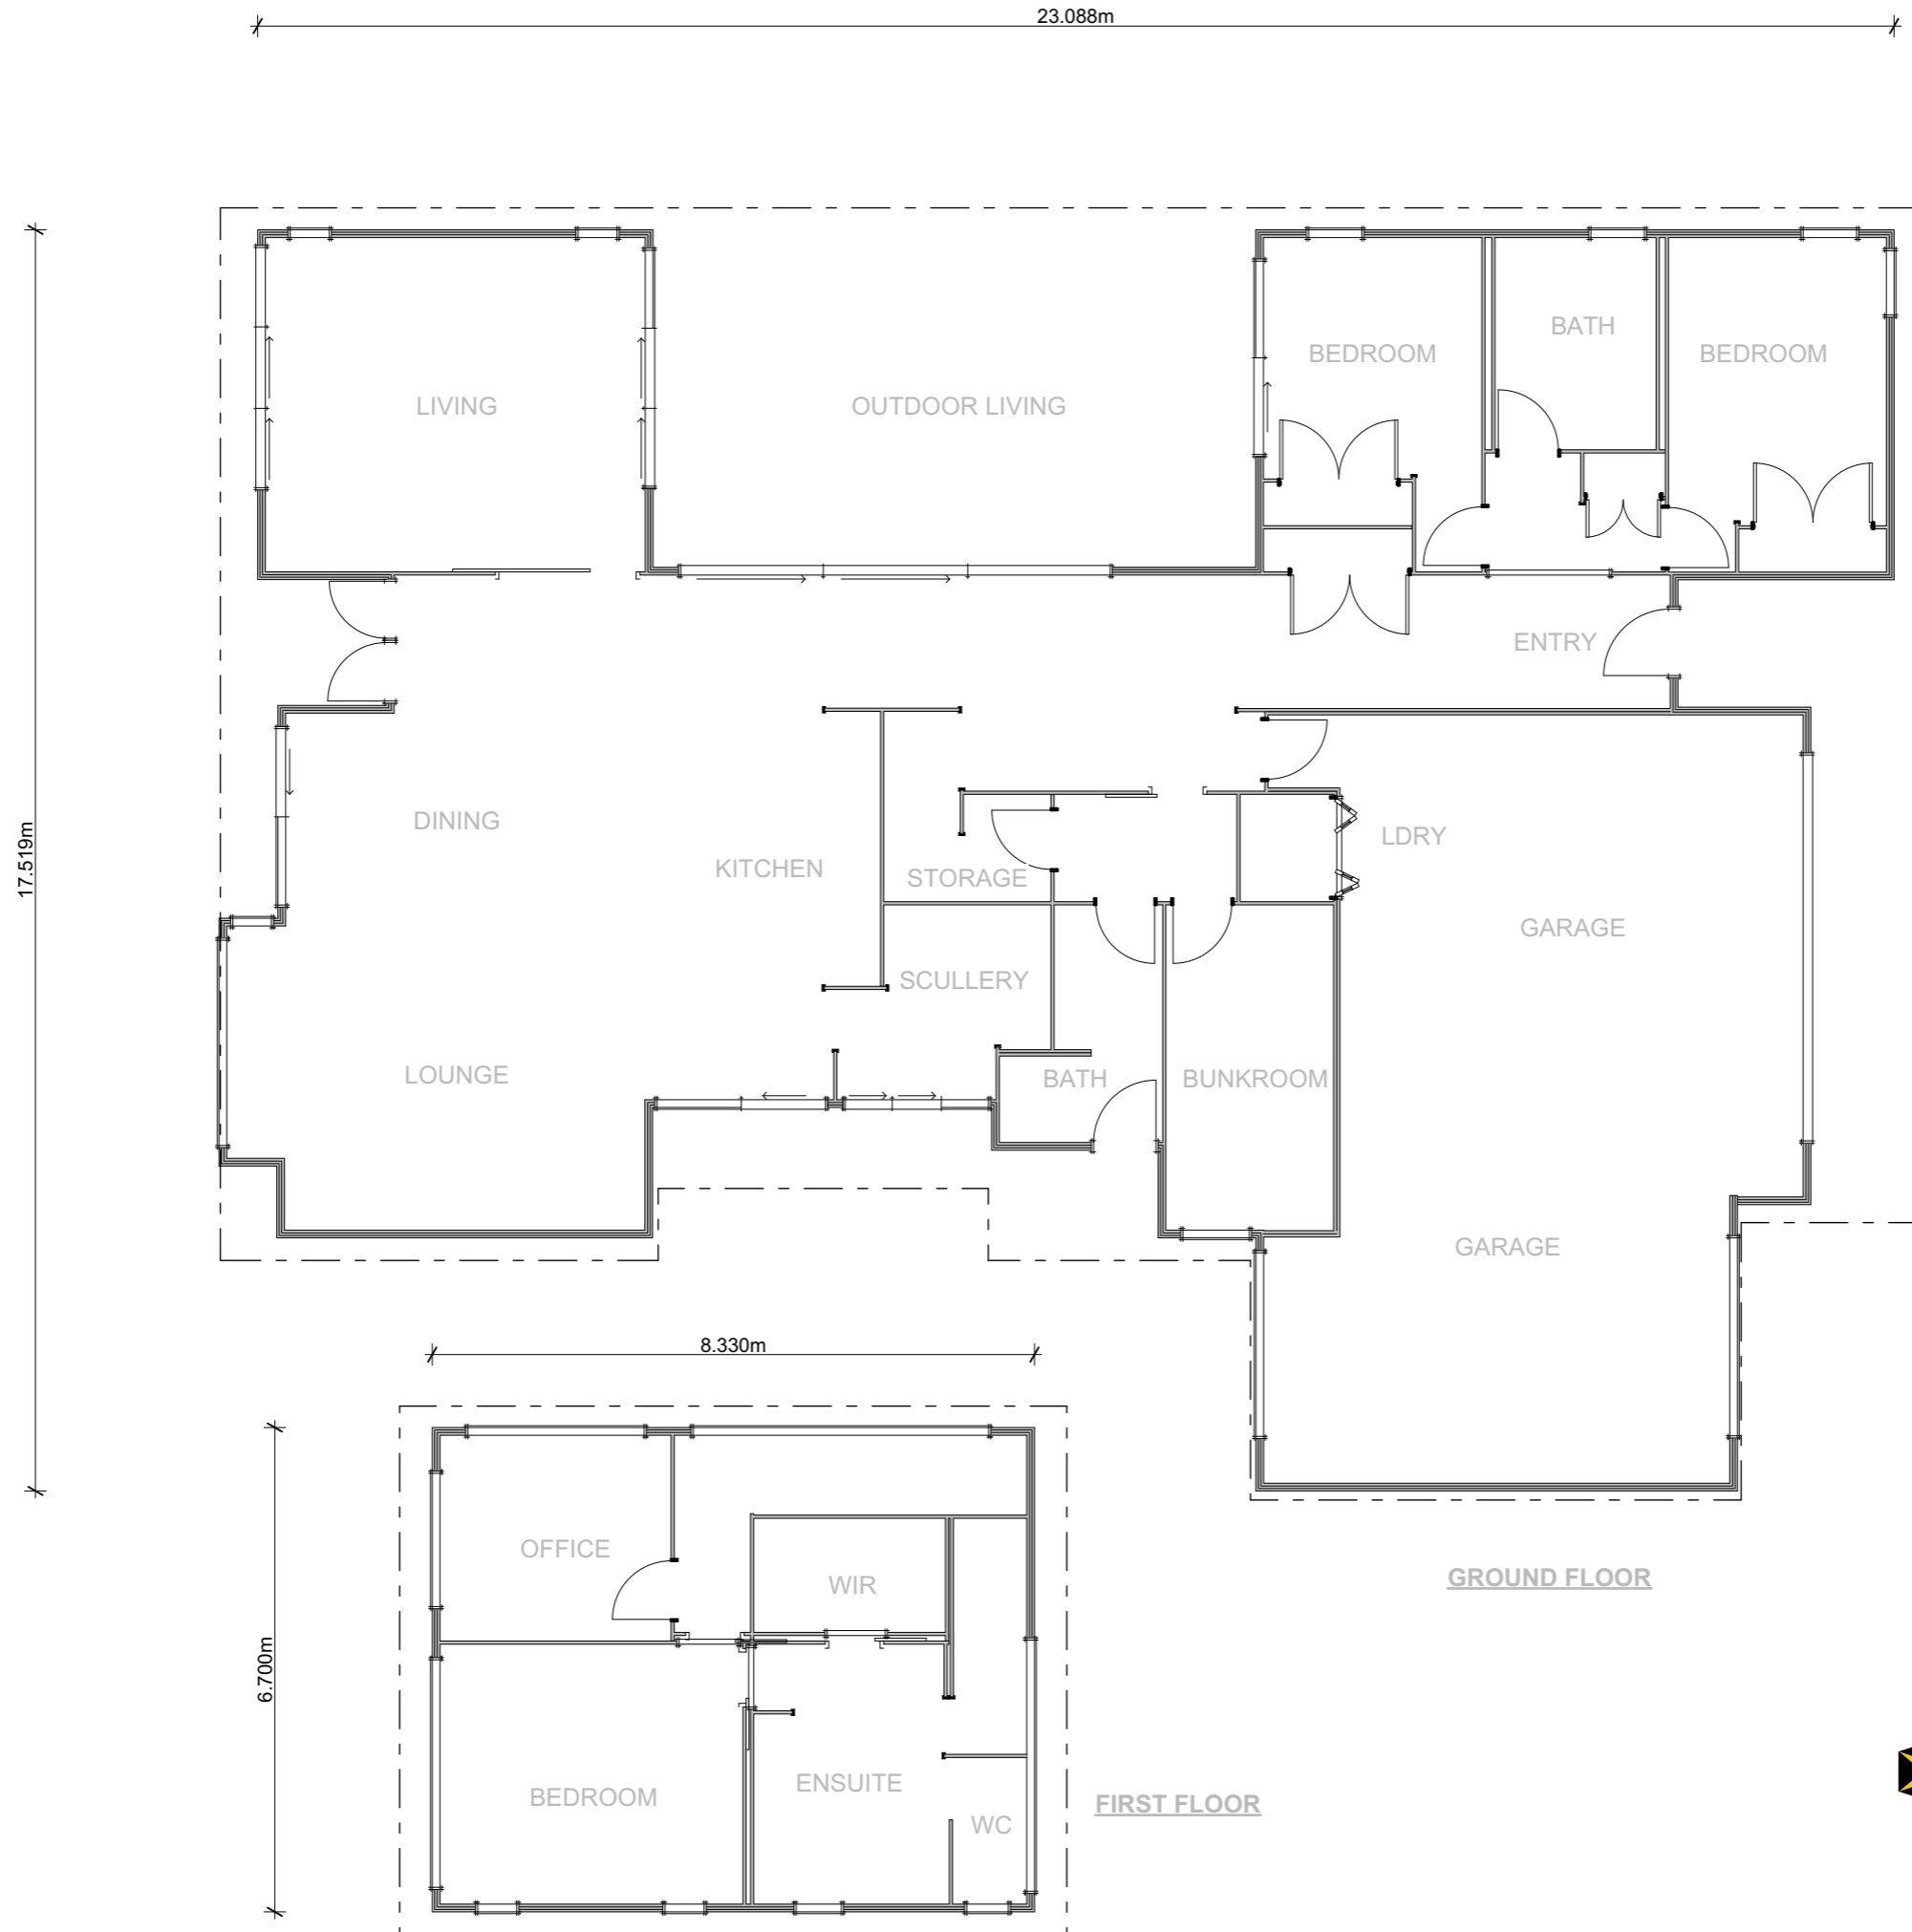 23.088m
BATH
BEDROOM
BEDROOM
LIVING
OUTDOOR LIVING
ENTRY
17.519m
DINING
LDRY
KITCHEN
STORAGE
GARAGE
SCULLERY
LOUNGE
BATH
BUNKROOM
GARAGE
8.330m
OFFICE
WIR
GROUND FLOOR
6.700m
ENSUITE
BEDROOM
FIRST FLOOR
WC